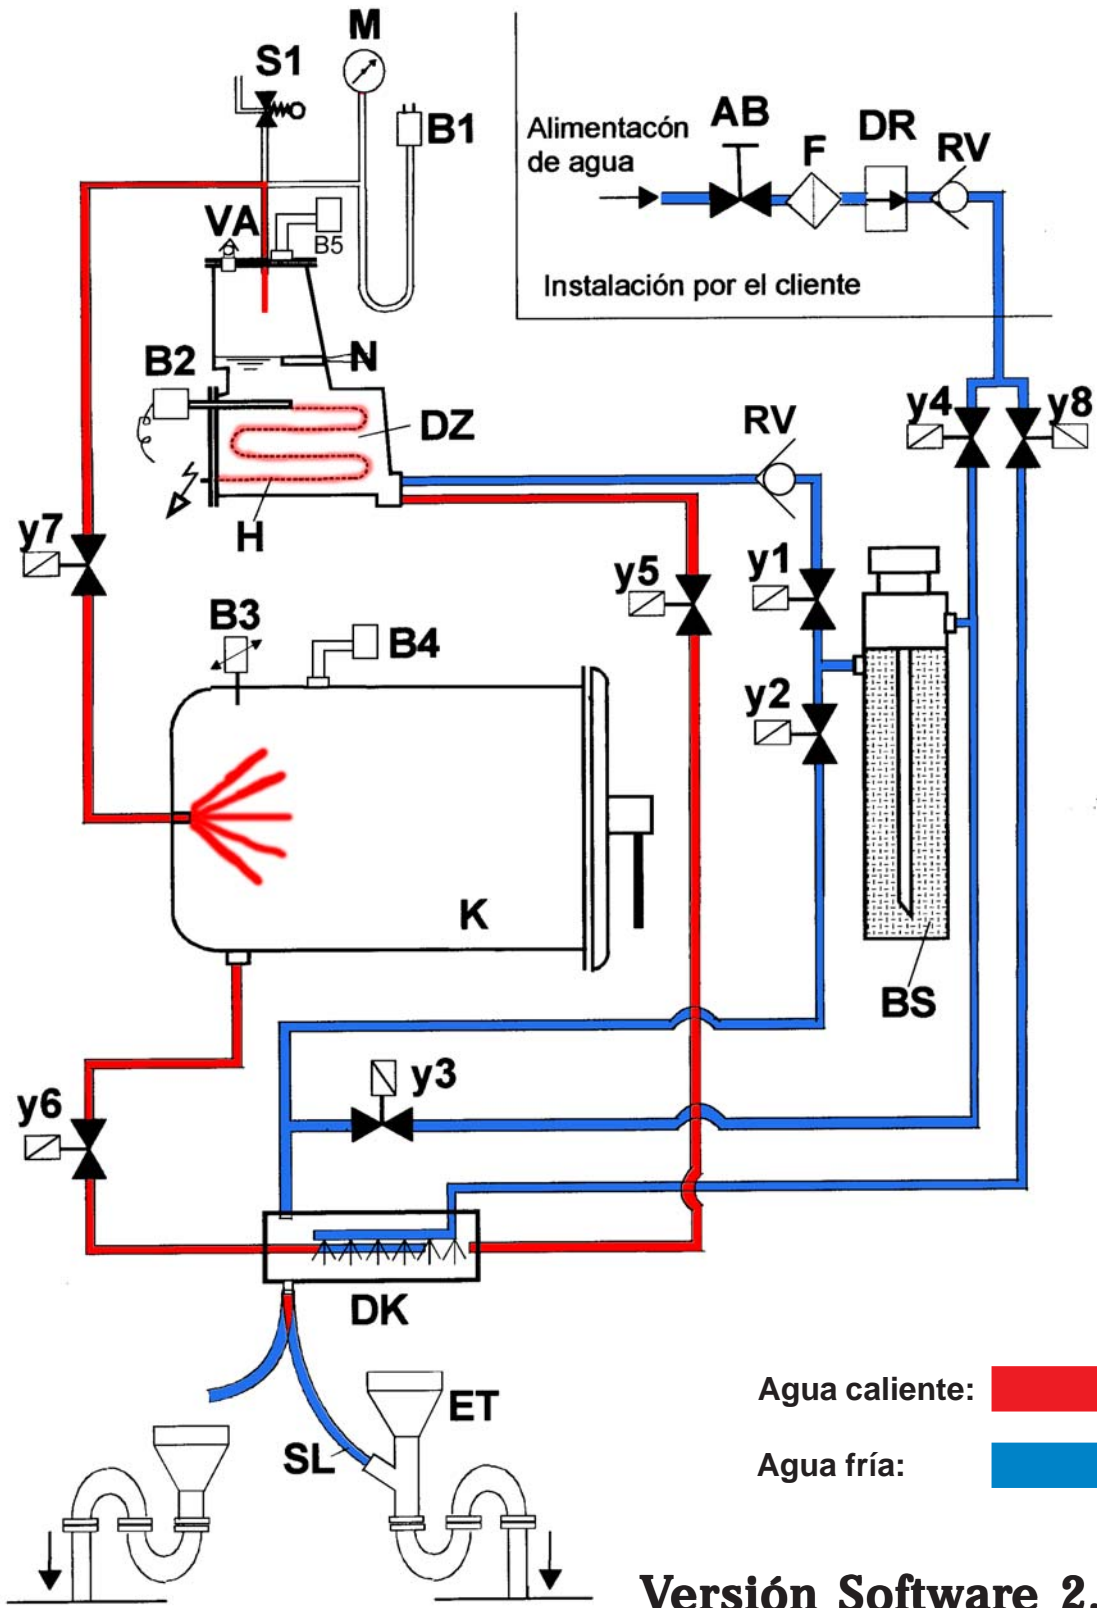 M
S1
B1
AB
DR
Alimentacón
de agua
F
RV
VA
B5
Instalación por el cliente
B2
N
y4
y8
DZ
RV
H
y7
y1
y5
B3
B4
y2
K
BS
y3
y6
DK
Agua caliente:
ET
SL
Agua fría:
Versión Software 2.